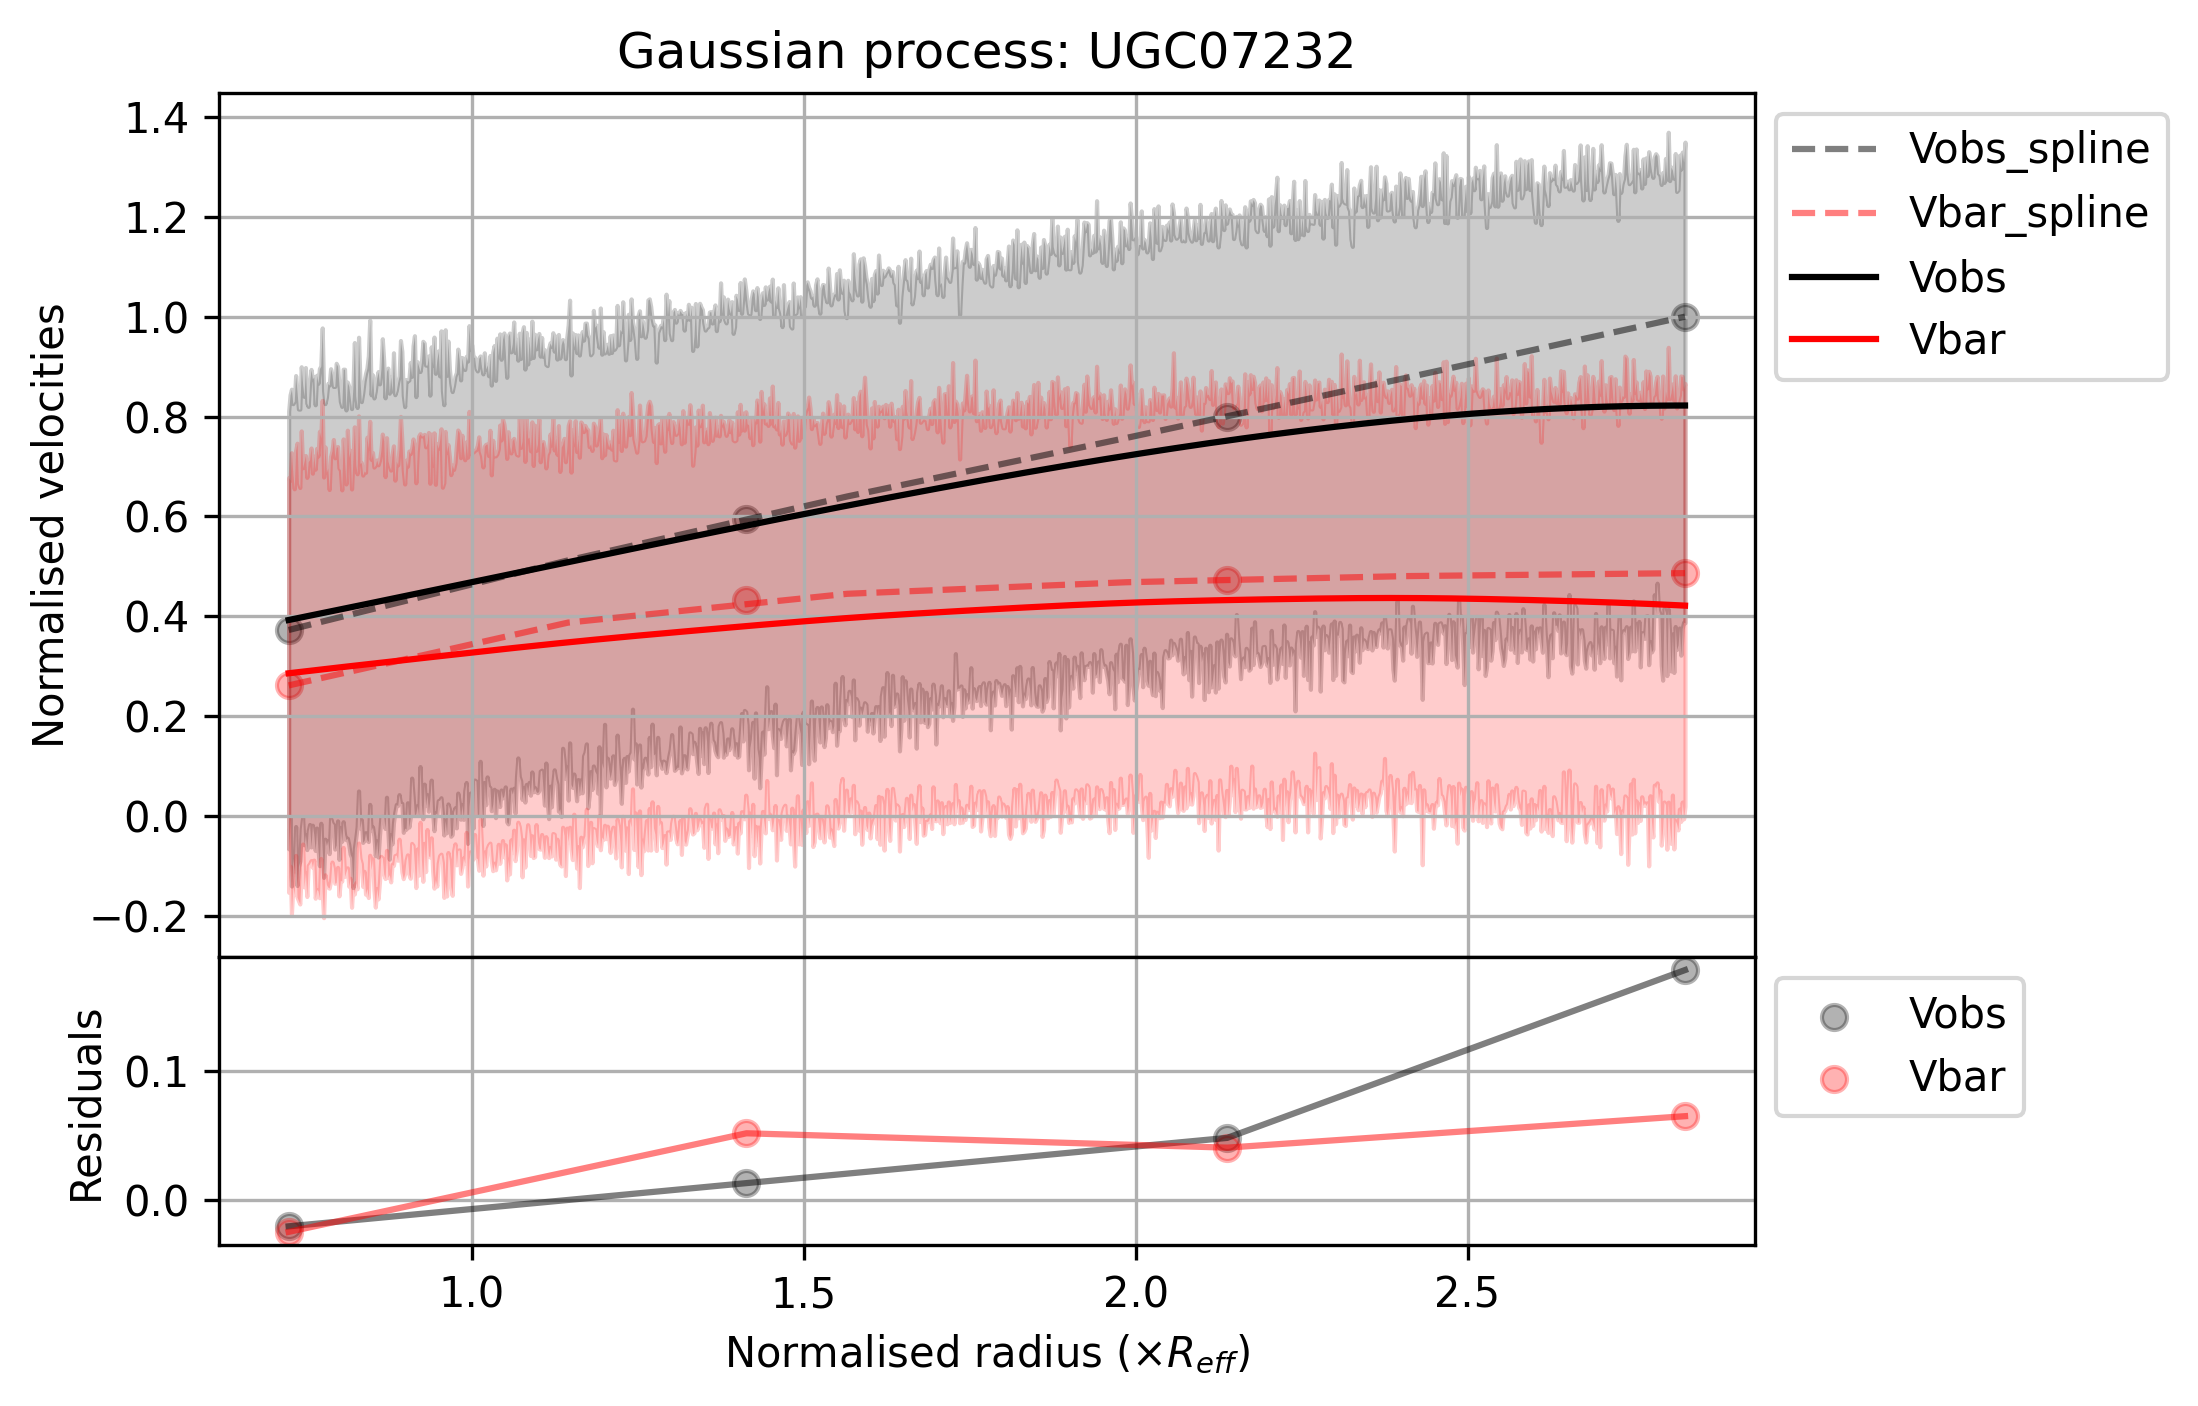 Gaussian process: UGC07232
1.4
1.2
1.0
0.8
0.6
0.4
0.2
0.0
−0.2
Normalised velocities
Vobs_spline
Vbar_spline
Vobs
Vbar
0.1
0.0
Residuals
Vobs
Vbar
1.0 1.5 2.0 2.5
Normalised radius (×R_eff)